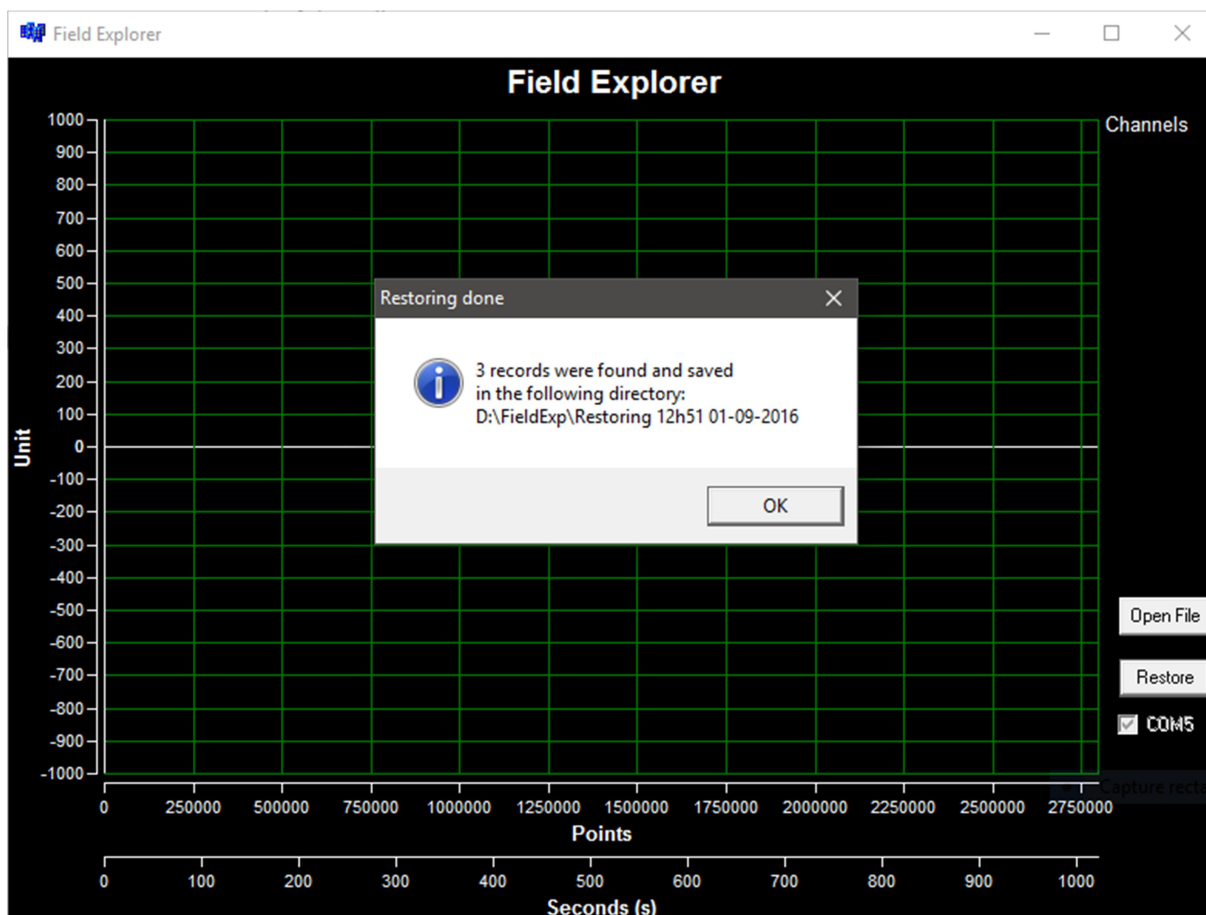 Field Explorer
Field Explorer
Channels
1000
900
800
700
600
500
400
300
200
100
0
-100
-200
-300
-400
-500
-600
-700
-800
-900
-1000
Unit
Restoring done
3 records were found and saved
in the following directory:
D:\FieldExp\Restoring 12h51 01-09-2016
OK
Open File
Restore
COM5
Capture
0 250000 500000 750000 1000000 1250000 1500000 1750000 2000000 2250000 2500000 2750000
Points
0 100 200 300 400 500 600 700 800 900 1000
Seconds (s)